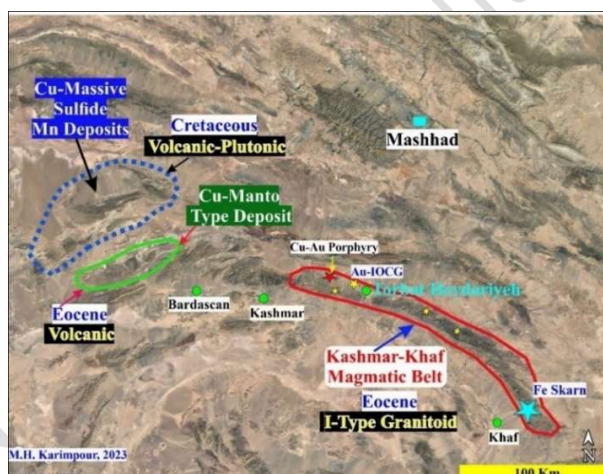 Cu-Massive
Sulfide
Mn Deposits
Cretaceous
Volcanic-Plutonic
Mashhad
Cu-Manto
Type Deposit
Cu-Au Porphyry
Au-IOCG
Torbat Heydariyeh
Bardascan
Kashmar
Eocene
Volcanic
Kashmar-Khaf
Magmatic Belt
Eocene
I-Type Granitoid
Fe Skarn
Khaf
N
M.H. Karimpour, 2023
100 Km